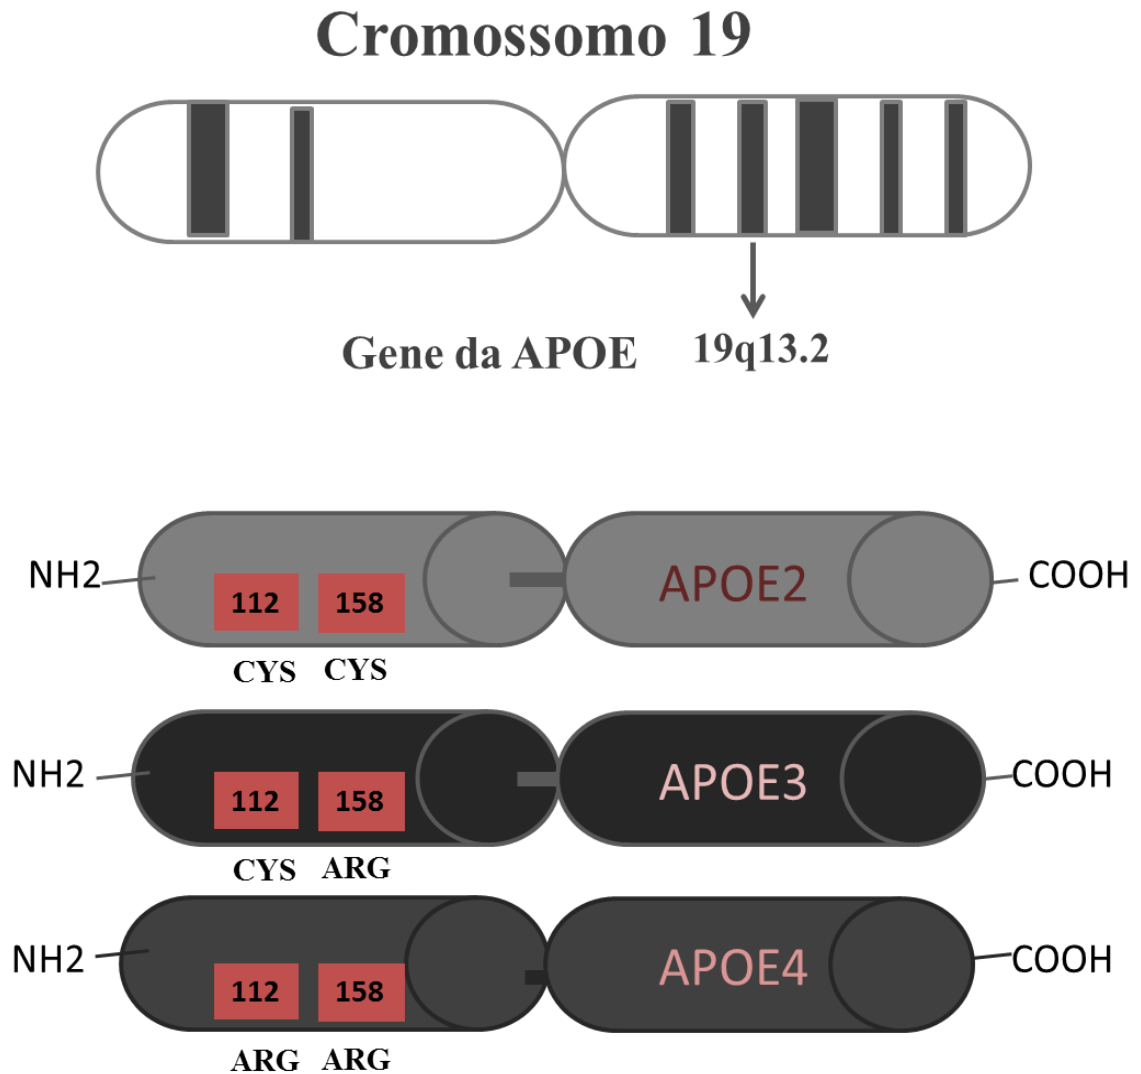 Cromossomo 19
Gene da APOE 19q13.2
NH2 APOE2 COOH
112 158
CYS CYS
NH2 APOE3 COOH
112 158
CYS ARG
NH2 APOE4 COOH
112 158
ARG ARG